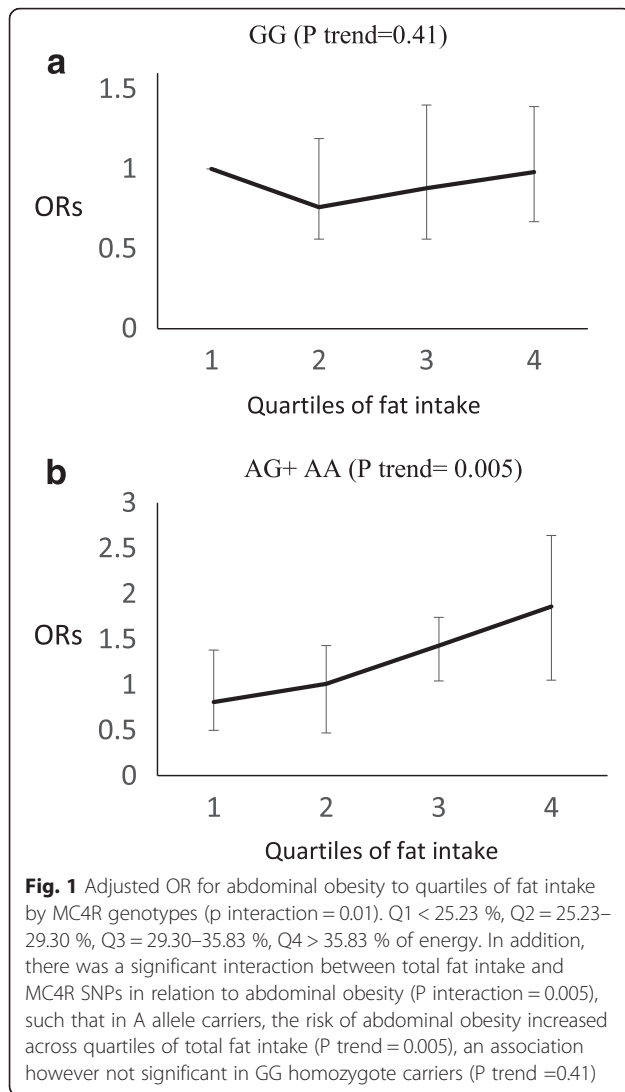 GG (P trend=0.41)
a
1.5
1
ORs
0.5
0
1 2 3 4
Quartiles of fat intake
b
AG+ AA (P trend= 0.005)
3
2.5
2
ORs 1.5
1
0.5
0
1 2 3 4
Quartiles of fat intake
Fig. 1 Adjusted OR for abdominal obesity to quartiles of fat intake
by MC4R genotypes (p interaction = 0.01). Q1 < 25.23 %, Q2 = 25.23–
29.30 %, Q3 = 29.30–35.83 %, Q4 > 35.83 % of energy. In addition,
there was a significant interaction between total fat intake and
MC4R SNPs in relation to abdominal obesity (P interaction = 0.005),
such that in A allele carriers, the risk of abdominal obesity increased
across quartiles of total fat intake (P trend = 0.005), an association
however not significant in GG homozygote carriers (P trend =0.41)